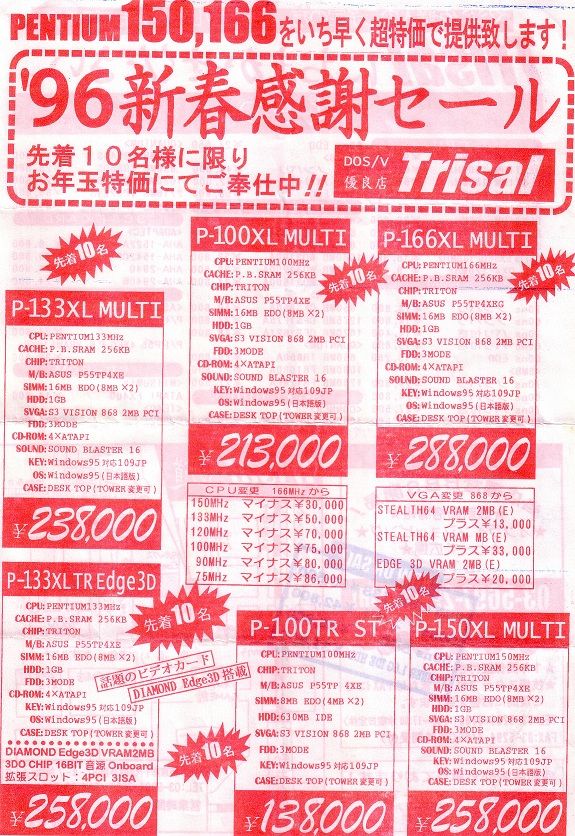 PENTIUM150,166をいち早く超特価で提供致します!
'96新春感謝セール
先着10名様に限り
お年玉特価にてご奉仕中!!
DOS/V
優良店
Trisal
先着10名
P-133XL MULTI
CPU:PENTIUM133MHz
CACHE:P.B.SRAM 256KB
CHIP:TRITON
M/B:ASUS P55TP4XE
SIMM:16MB EDO(8MB ×2)
HDD:1GB
SVGA:S3 VISION 868 2MB PCI
FDD:3MODE
CD-ROM:4×ATAPI
SOUND:SOUND BLASTER 16
KEY:Windows95 対応109JP
OS:Windows95(日本語版)
CASE:DESK TOP(TOWER変更可)
¥238,000
P-100XL MULTI
先着10名
CPU:PENTIUM100MHz
CACHE:P.B.SRAM 256KB
CHIP:TRITON
M/B:ASUS P55TP4XE
SIMM:16MB EDO(8MB ×2)
HDD:1GB
SVGA:S3 VISION 868 2MB PCI
FDD:3MODE
CD-ROM:4×ATAPI
SOUND:SOUND BLASTER 16
KEY:Windows95 対応109JP
OS:Windows95(日本語版)
CASE:DESK TOP(TOWER変更可)
¥213,000
P-166XL MULTI
先着10名
CPU:PENTIUM166MHz
CACHE:P.B.SRAM 256KB
CHIP:TRITON
M/B:ASUS P55TP4XEG
SIMM:16MB EDO(8MB ×2)
HDD:1GB
SVGA:S3 VISION 868 2MB PCI
FDD:3MODE
CD-ROM:4×ATAPI
SOUND:SOUND BLASTER 16
KEY:Windows95 対応109JP
OS:Windows95(日本語版)
CASE:DESK TOP(TOWER変更可)
¥288,000
CPU変更 166MHzから
150MHz マイナス¥30,000
133MHz マイナス¥50,000
120MHz マイナス¥70,000
100MHz マイナス¥75,000
90MHz マイナス¥80,000
75MHz マイナス¥86,000
VGA変更 868から
STEALTH64 VRAM 2MB(E)
プラス¥13,000
STEALTH64 VRAM MB(E)
プラス¥33,000
EDGE 3D VRAM 2MB(E)
プラス¥20,000
P-133XL TR Edge3D
先着10名
CPU:PENTIUM133MHz
CACHE:P.B.SRAM 256KB
CHIP:TRITON
M/B:ASUS P55TP4XE
SIMM:16MB EDO(8MB ×2)
HDD:1GB
FDD:3MODE
CD-ROM:4×ATAPI
KEY:Windows95 対応109JP
OS:Windows95(日本語版)
CASE:DESK TOP(TOWER変更可)
DIAMOND Edge3D VRAM2MB
3DO CHIP 16BIT 音源 Onboard
拡張スロット:4PCI 3ISA
¥258,000
話題のビデオカード
DIAMOND Edge3D 搭載
先着10名
P-100TR ST
CPU:PENTIUM100MHz
CHIP:TRITON
M/B:ASUS P55TP 4XE
SIMM:8MB EDO(4MB ×2)
HDD:630MB IDE
SVGA:S3 VISION 868 2MB PCI
FDD:3MODE
KEY:Windows95 対応109JP
CASE:DESK TOP(TOWER変更可)
¥138,000
先着10名
P-150XL MULTI
CPU:PENTIUM150MHz
CACHE:P.B.SRAM 256KB
CHIP:TRITON
M/B:ASUS P55TP4XE
SIMM:16MB EDO(8MB ×2)
HDD:1GB
SVGA:S3 VISION 868 2MB PCI
FDD:3MODE
CD-ROM:4×ATAPI
SOUND:SOUND BLASTER 16
KEY:Windows95 対応109JP
OS:Windows95(日本語版)
CASE:DESK TOP(TOWER変更可)
¥258,000